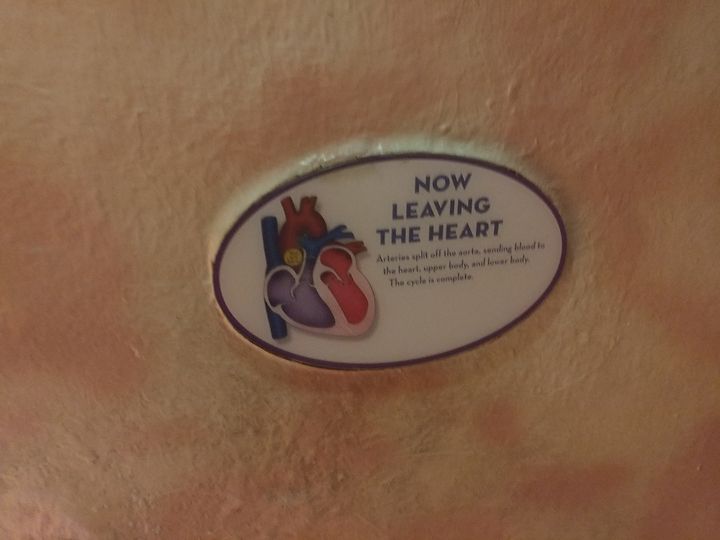 NOW
LEAVING
THE HEART
Arteries split off the aorta, sending blood to
the heart, upper body, and lower body.
The cycle is complete.